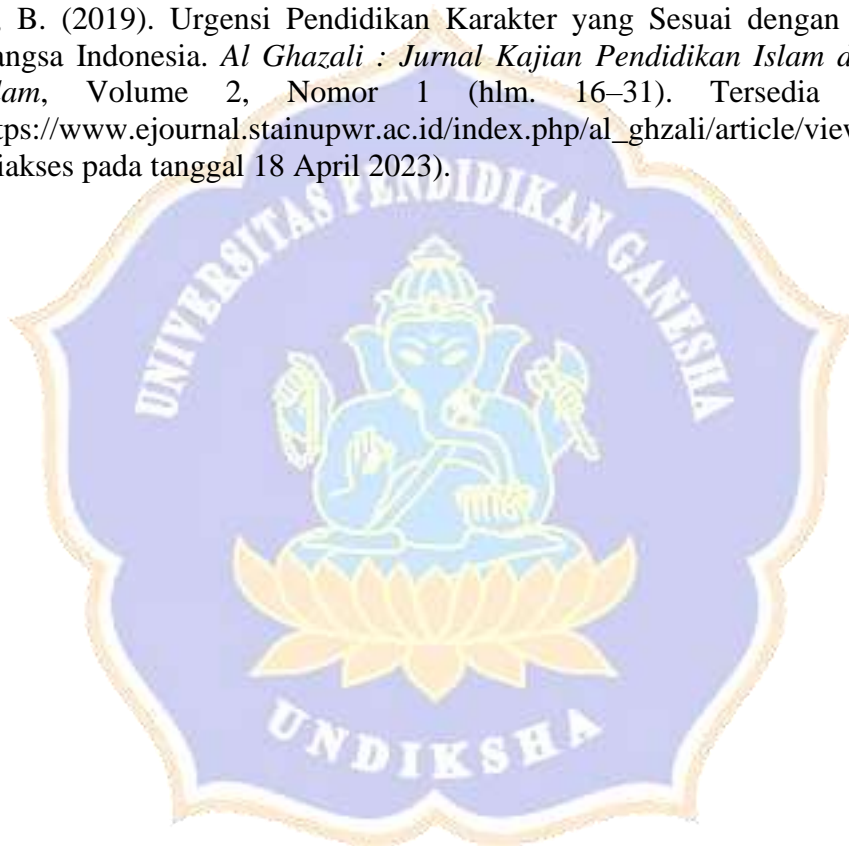 B. (2019). Urgensi Pendidikan Karakter yang Sesuai dengan
angsa Indonesia. Al Ghazali : Jurnal Kajian Pendidikan Islam d
lam, Volume 2, Nomor 1 (hlm. 16–31). Tersedia
tps://www.ejournal.stainupwr.ac.id/index.php/al_ghzali/article/view
iakses pada tanggal 18 April 2023).
UNIVERSITAS PENDIDIKAN GANESHA
UNDIKSHA